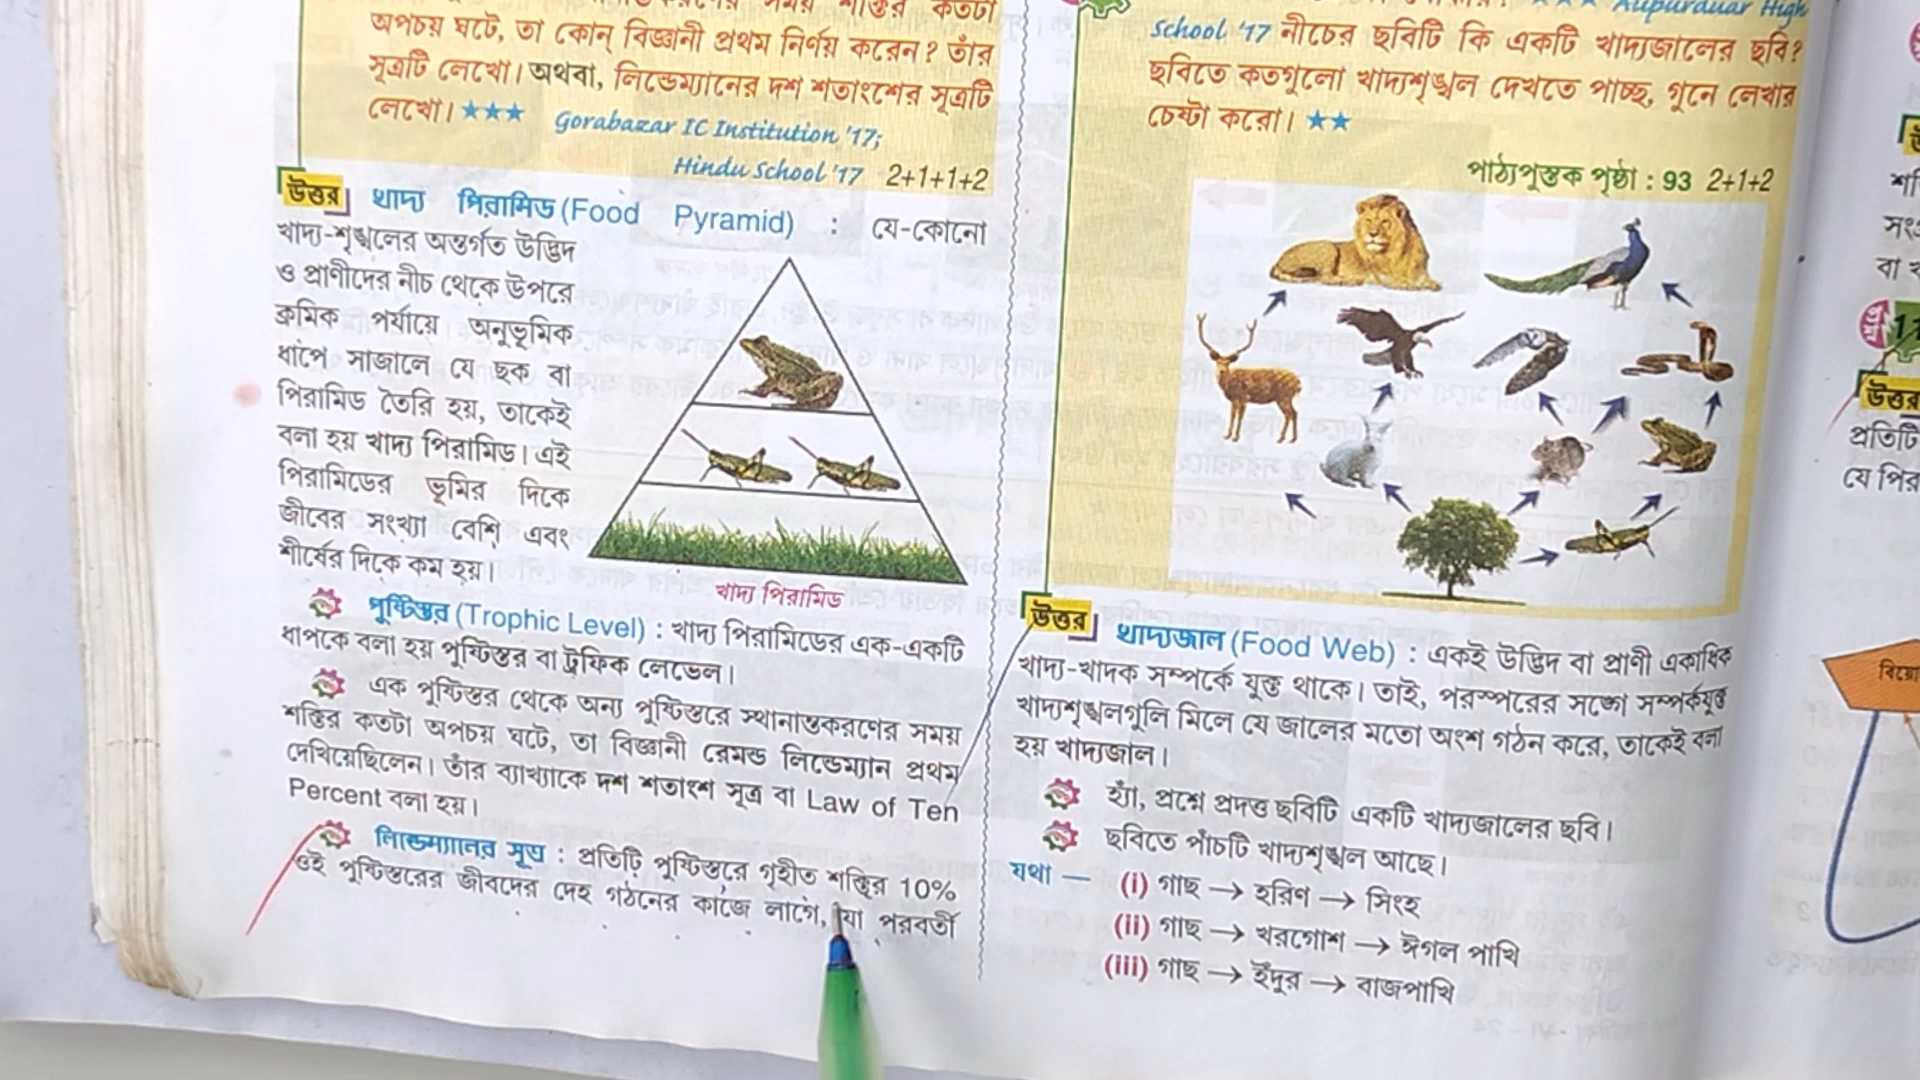 অপচয় ঘটে, তা কোন্ বিজ্ঞানী প্রথম নির্ণয় করেন? তাঁর
সূত্রটি লেখো। অথবা, লিন্ডেম্যানের দশ শতাংশের সূত্রটি
লেখো। ★★★ Gorabazar IC Institution '17;
Hindu School '17 2+1+1+2
উত্তর খাদ্য পিরামিড (Food Pyramid) : যে-কোনো
খাদ্য-শৃঙ্খলের অন্তর্গত উদ্ভিদ
ও প্রাণীদের নীচ থেকে উপরে
ক্রমিক পর্যায়ে অনুভূমিক
ধাপে সাজালে যে ছক বা
পিরামিড তৈরি হয়, তাকেই
বলা হয় খাদ্য পিরামিড। এই
পিরামিডের ভূমির দিকে
জীবের সংখ্যা বেশি এবং
শীর্ষের দিকে কম হয়।
খাদ্য পিরামিড
পুষ্টিস্তর (Trophic Level) : খাদ্য পিরামিডের এক-একটি
ধাপকে বলা হয় পুষ্টিস্তর বা ট্রফিক লেভেল।
এক পুষ্টিস্তর থেকে অন্য পুষ্টিস্তরে স্থানান্তকরণের সময়
শক্তির কতটা অপচয় ঘটে, তা বিজ্ঞানী রেমন্ড লিন্ডেম্যান প্রথম
দেখিয়েছিলেন। তাঁর ব্যাখ্যাকে দশ শতাংশ সূত্র বা Law of Ten
Percent বলা হয়।
লিন্ডেম্যানের সূত্র : প্রতিটি পুষ্টিস্তরে গৃহীত শক্তির 10%
ওই পুষ্টিস্তরের জীবদের দেহ গঠনের কাজে লাগে, যা পরবর্তী
Alipurduar High
School '17 নীচের ছবিটি কি একটি খাদ্যজালের ছবি?
ছবিতে কতগুলো খাদ্যশৃঙ্খল দেখতে পাচ্ছ, গুনে লেখার
চেষ্টা করো। ★★
পাঠ্যপুস্তক পৃষ্ঠা : 93 2+1+2
উত্তর খাদ্যজাল (Food Web) : একই উদ্ভিদ বা প্রাণী একাধিক
খাদ্য-খাদক সম্পর্কে যুক্ত থাকে। তাই, পরস্পরের সঙ্গে সম্পর্কযুক্ত
খাদ্যশৃঙ্খলগুলি মিলে যে জালের মতো অংশ গঠন করে, তাকেই বলা
হয় খাদ্যজাল।
হ্যাঁ, প্রশ্নে প্রদত্ত ছবিটি একটি খাদ্যজালের ছবি।
ছবিতে পাঁচটি খাদ্যশৃঙ্খল আছে।
যথা — (i) গাছ → হরিণ → সিংহ
(ii) গাছ → খরগোশ → ঈগল পাখি
(iii) গাছ → ইঁদুর → বাজপাখি
উত্তর
প্রতিটি
যে পির